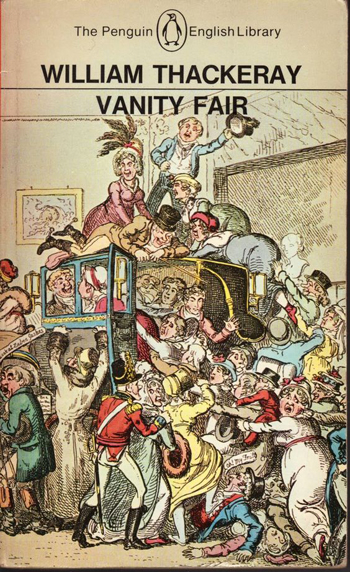 The Penguin English Library
WILLIAM THACKERAY
VANITY FAIR